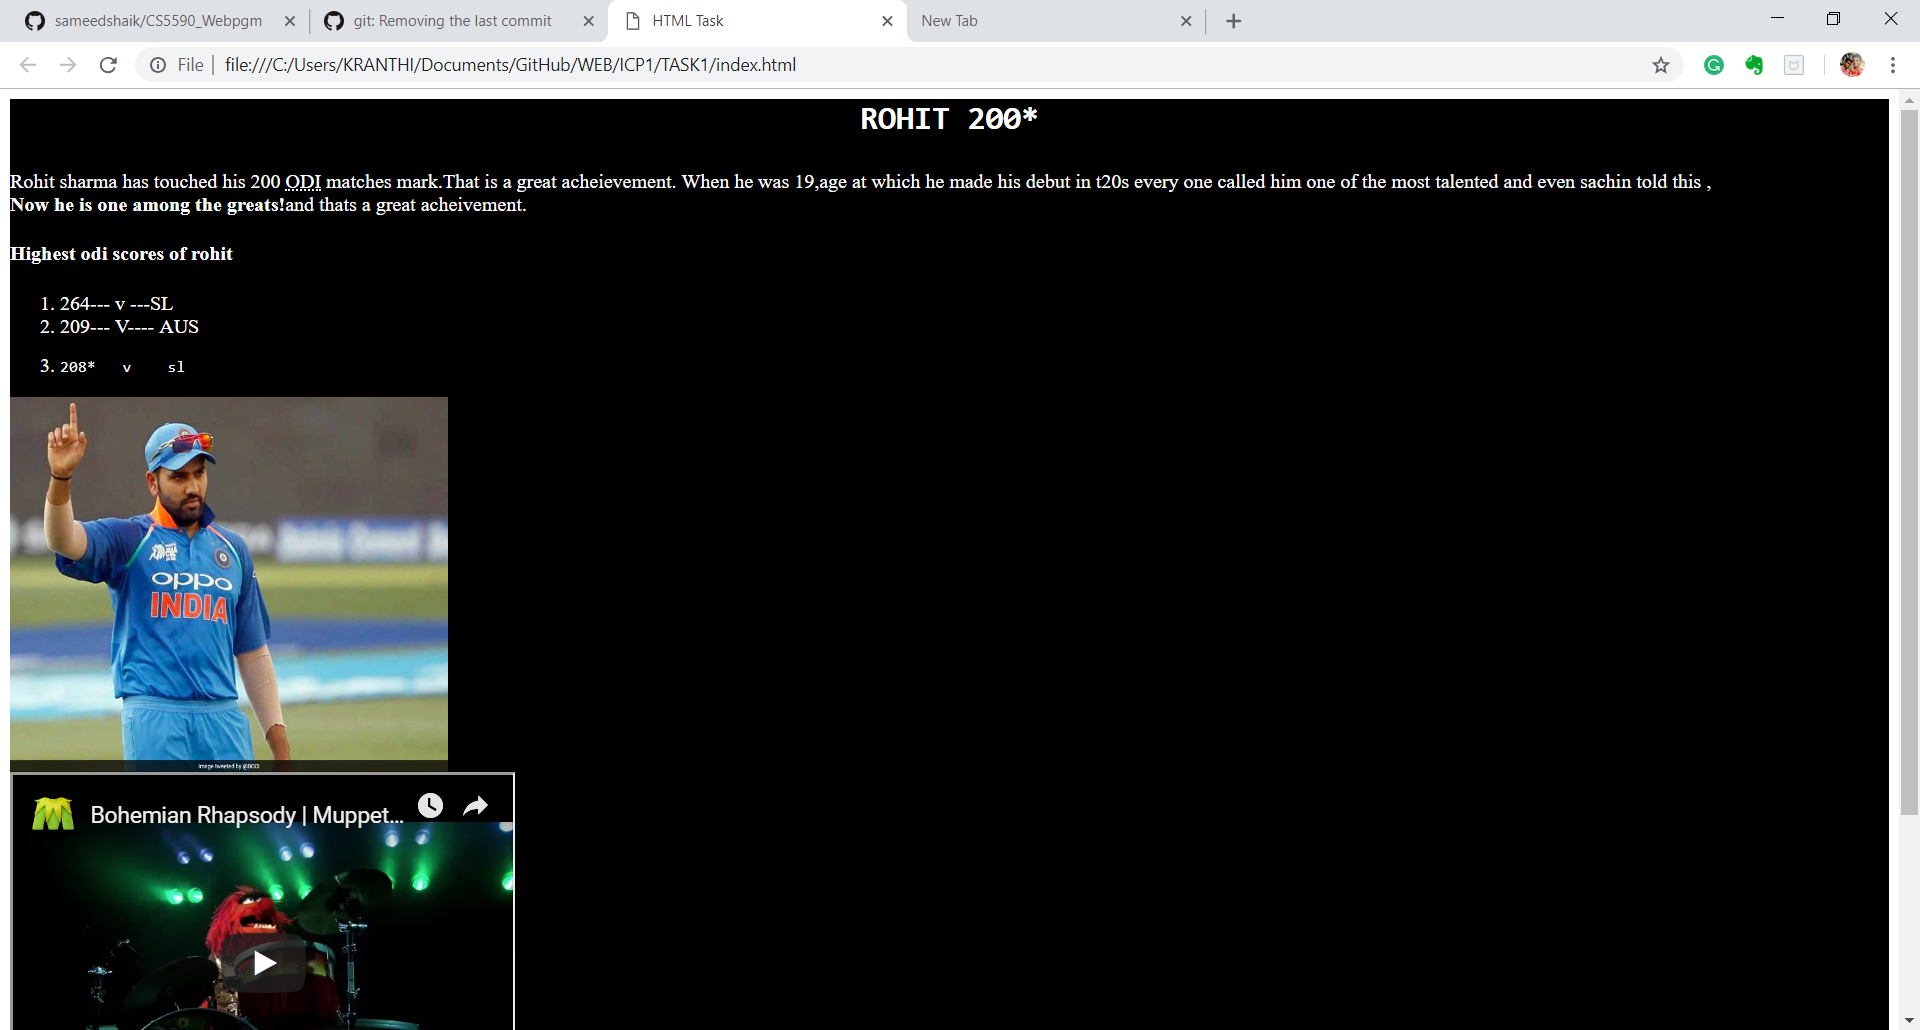 sameedshaik/CS5590_Webpgm
git: Removing the last commit
HTML Task
New Tab
File
file:///C:/Users/KRANTHI/Documents/GitHub/WEB/ICP1/TASK1/index.html
ROHIT 200*
Rohit sharma has touched his 200 ODI matches mark.That is a great acheievement. When he was 19,age at which he made his debut in t20s every one called him one of the most talented and even sachin told this ,
Now he is one among the greats!and thats a great acheivement.
Highest odi scores of rohit
1. 264--- v ---SL
2. 209--- V---- AUS
3. 208* v sl
oppo
INDIA
Image tweeted by @BCCI
Bohemian Rhapsody | Muppet...